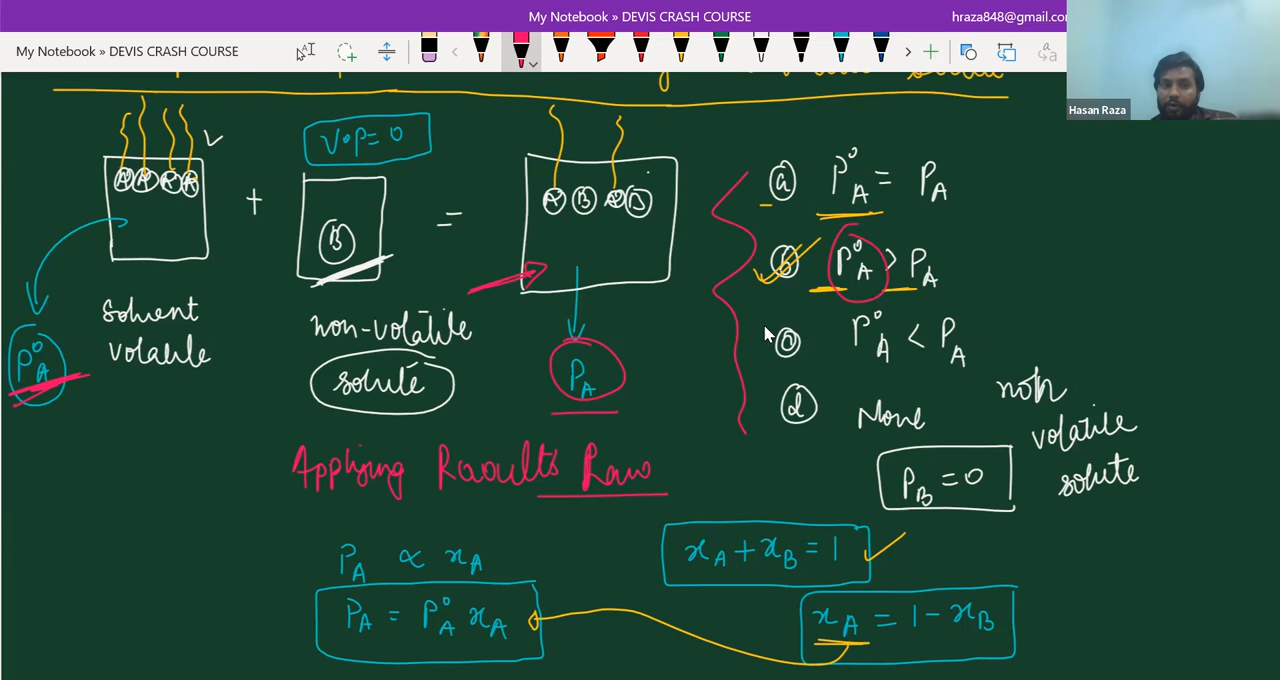 My Notebook » DEVIS CRASH COURSE
hraza848@gmail.co
My Notebook » DEVIS CRASH COURSE
Hasan Raza
A A A A
V.P = 0
+
B
=
A B A B
solvent
volatile
P°A
non-volatile
solute
PA
a P°A = PA
b P°A > PA
P°A < PA
d None
non
volatile
solute
PB = 0
Applying Raoults Law
PA ∝ xA
xA + xB = 1
PA = P°A xA
xA = 1 - xB